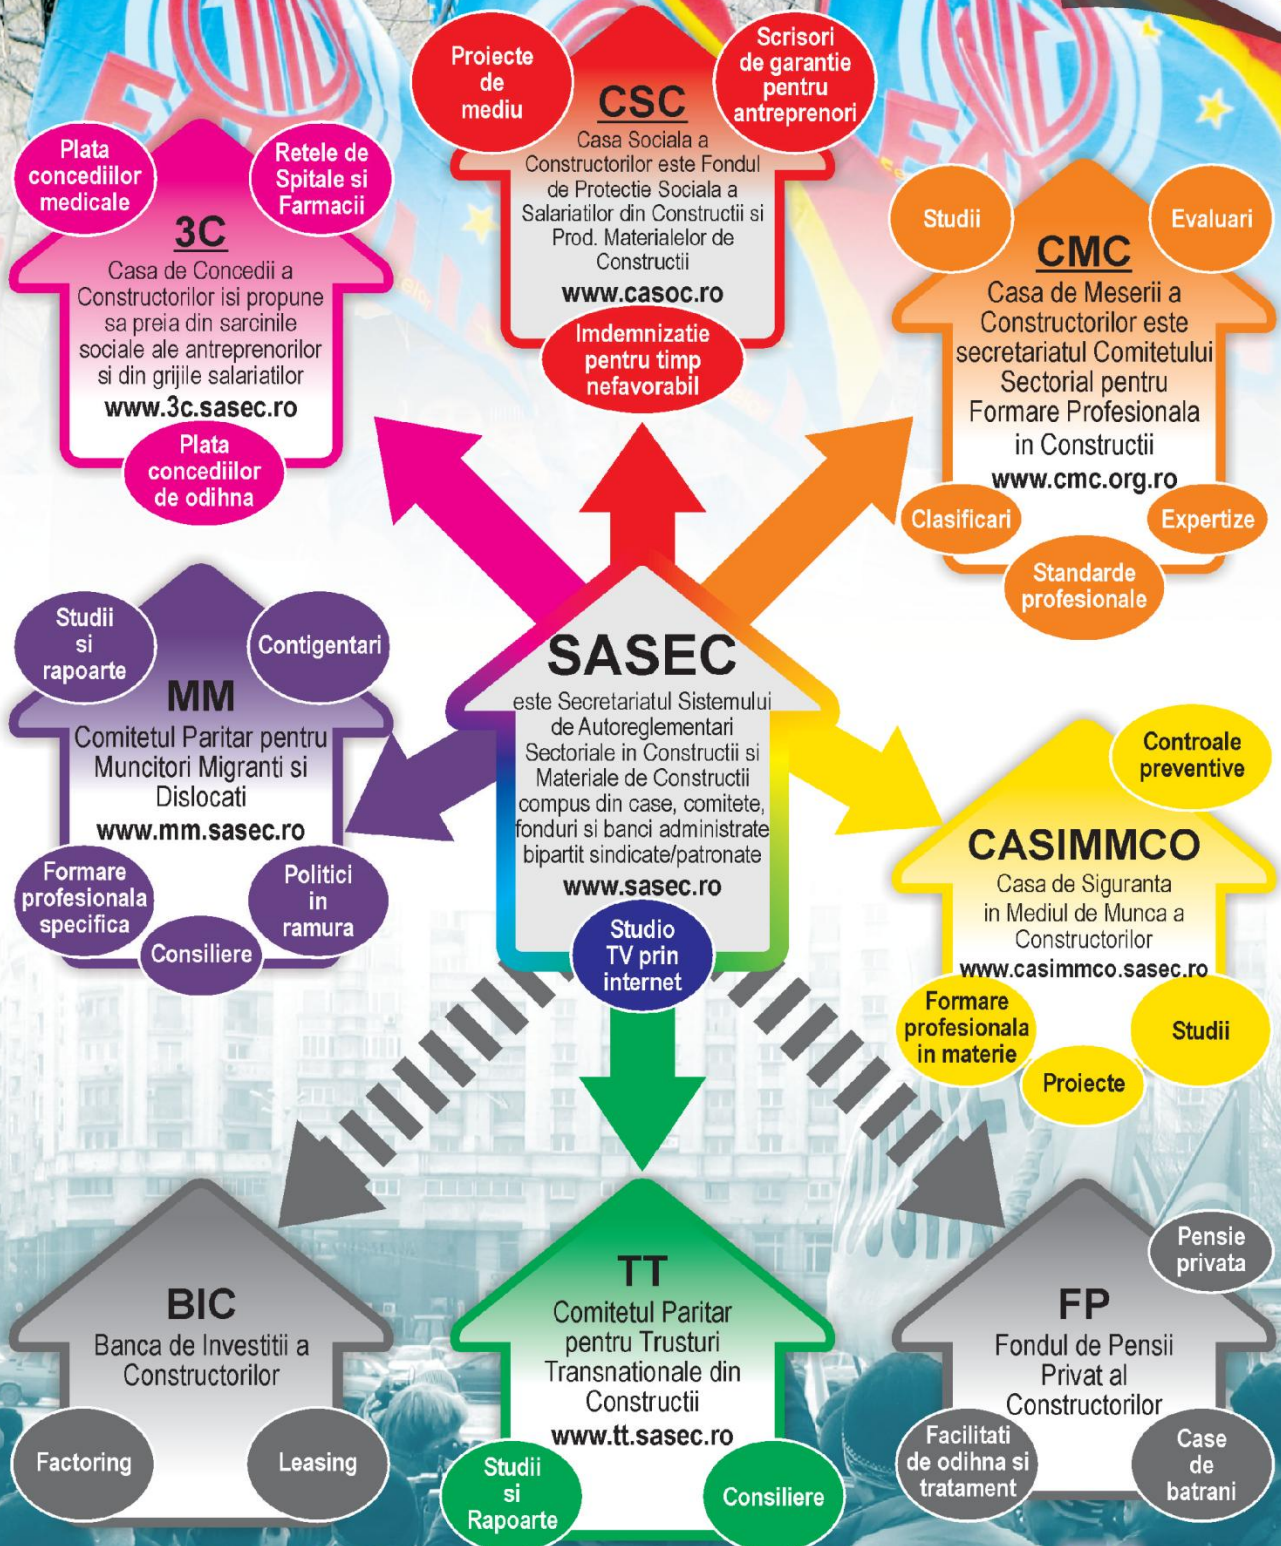 Proiecte
de
mediu
Scrisori
de garantie
pentru
antreprenori
CSC
Casa Sociala a
Constructorilor este Fondul
de Protectie Sociala a
Salariatilor din Constructii si
Prod. Materialelor de
Constructii
www.casoc.ro
Imdemnizatie
pentru timp
nefavorabil
Plata
concediilor
medicale
Retele de
Spitale si
Farmacii
3C
Casa de Concedii a
Constructorilor isi propune
sa preia din sarcinile
sociale ale antreprenorilor
si din grijile salariatilor
www.3c.sasec.ro
Plata
concediilor
de odihna
Studii
Evaluari
CMC
Casa de Meserii a
Constructorilor este
secretariatul Comitetului
Sectorial pentru
Formare Profesionala
in Constructii
www.cmc.org.ro
Clasificari
Expertize
Standarde
profesionale
Studii
si
rapoarte
Contigentari
MM
Comitetul Paritar pentru
Muncitori Migranti si
Dislocati
www.mm.sasec.ro
Formare
profesionala
specifica
Politici
in
ramura
Consiliere
SASEC
este Secretariatul Sistemului
de Autoreglementari
Sectoriale in Constructii si
Materiale de Constructii
compus din case, comitete,
fonduri si banci administrate
bipartit sindicate/patronate
www.sasec.ro
Studio
TV prin
internet
Controale
preventive
CASIMMCO
Casa de Siguranta
in Mediul de Munca a
Constructorilor
www.casimmco.sasec.ro
Formare
profesionala
in materie
Studii
Proiecte
BIC
Banca de Investitii a
Constructorilor
Factoring
Leasing
TT
Comitetul Paritar
pentru Trusturi
Transnationale din
Constructii
www.tt.sasec.ro
Studii
si
Rapoarte
Consiliere
Pensie
privata
FP
Fondul de Pensii
Privat al
Constructorilor
Facilitati
de odihna si
tratament
Case
de
batrani